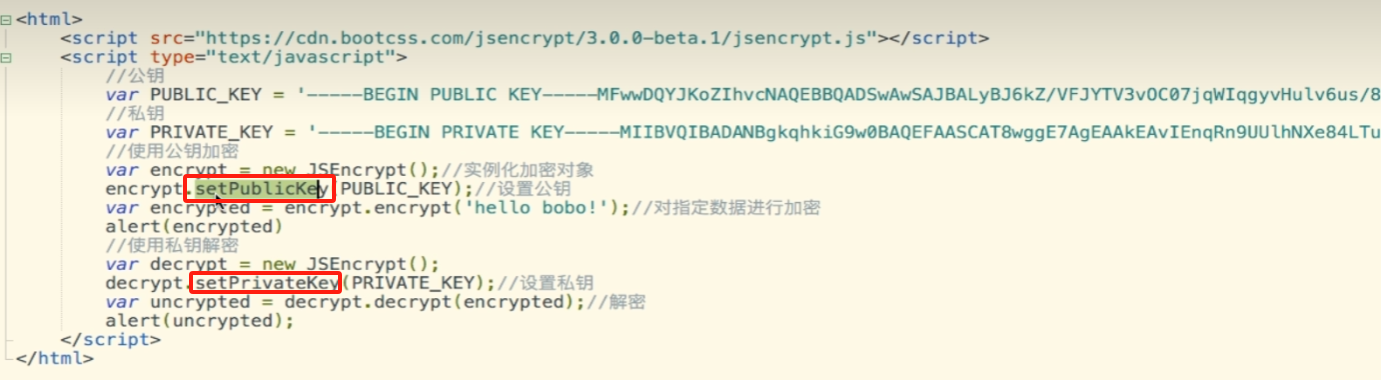 <html>
<script src="https://cdn.bootcss.com/jsencrypt/3.0.0-beta.1/jsencrypt.js"></script>
<script type="text/javascript">
//公钥
var PUBLIC_KEY = '-----BEGIN PUBLIC KEY-----MFwwDQYJKoZIhvcNAQEBBQADSwAwSAJBALyBJ6kZ/VFJYTV3vOC07jqWIqgyvHulv6us/8
//私钥
var PRIVATE_KEY = '-----BEGIN PRIVATE KEY-----MIIBVQIBADANBgkqhkiG9w0BAQEFAASCAT8wggE7AgEAAkEAvIEnqRn9UUlhNXe84LTu
//使用公钥加密
var encrypt = new JSEncrypt();//实例化加密对象
encrypt.setPublicKey(PUBLIC_KEY);//设置公钥
var encrypted = encrypt.encrypt('hello bobo!');//对指定数据进行加密
alert(encrypted)
//使用私钥解密
var decrypt = new JSEncrypt();
decrypt.setPrivateKey(PRIVATE_KEY);//设置私钥
var uncrypted = decrypt.decrypt(encrypted);//解密
alert(uncrypted);
</script>
</html>